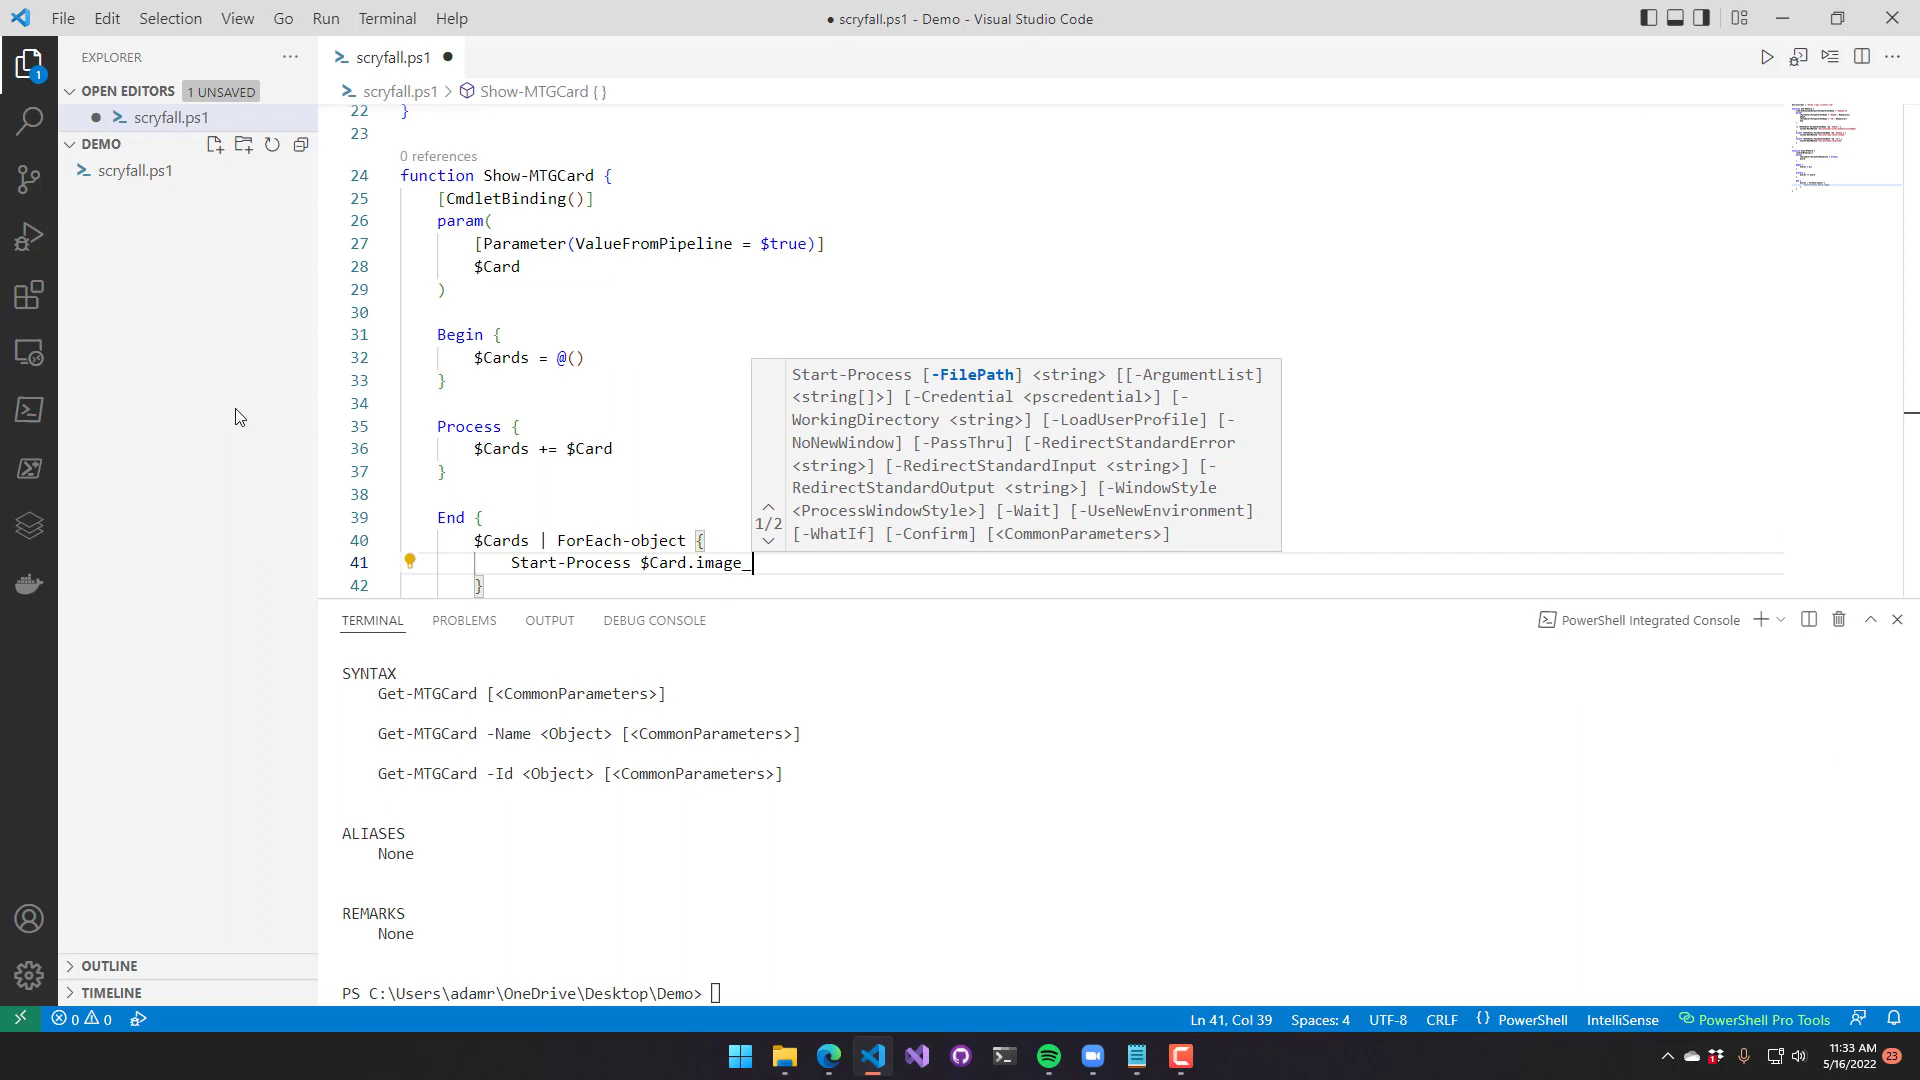 File Edit Selection View Go Run Terminal Help
● scryfall.ps1 - Demo - Visual Studio Code
EXPLORER
OPEN EDITORS 1 UNSAVED
scryfall.ps1
DEMO
scryfall.ps1
OUTLINE
TIMELINE
1
scryfall.ps1
scryfall.ps1 > Show-MTGCard { }
22 }
23
0 references
24 function Show-MTGCard {
25 [CmdletBinding()]
26 param(
27 [Parameter(ValueFromPipeline = $true)]
28 $Card
29 )
30
31 Begin {
32 $Cards = @()
33 }
34
35 Process {
36 $Cards += $Card
37 }
38
39 End {
40 $Cards | ForEach-object {
41 Start-Process $Card.image_
42 }
Start-Process [-FilePath] <string> [[-ArgumentList]
<string[]>] [-Credential <pscredential>] [-
WorkingDirectory <string>] [-LoadUserProfile] [-
NoNewWindow] [-PassThru] [-RedirectStandardError
<string>] [-RedirectStandardInput <string>] [-
RedirectStandardOutput <string>] [-WindowStyle
<ProcessWindowStyle>] [-Wait] [-UseNewEnvironment]
[-WhatIf] [-Confirm] [<CommonParameters>]
1/2
TERMINAL PROBLEMS OUTPUT DEBUG CONSOLE
PowerShell Integrated Console
SYNTAX
Get-MTGCard [<CommonParameters>]
Get-MTGCard -Name <Object> [<CommonParameters>]
Get-MTGCard -Id <Object> [<CommonParameters>]
ALIASES
None
REMARKS
None
PS C:\Users\adamr\OneDrive\Desktop\Demo>
0 0
Ln 41, Col 39 Spaces: 4 UTF-8 CRLF { } PowerShell IntelliSense PowerShell Pro Tools
11:33 AM
5/16/2022
23